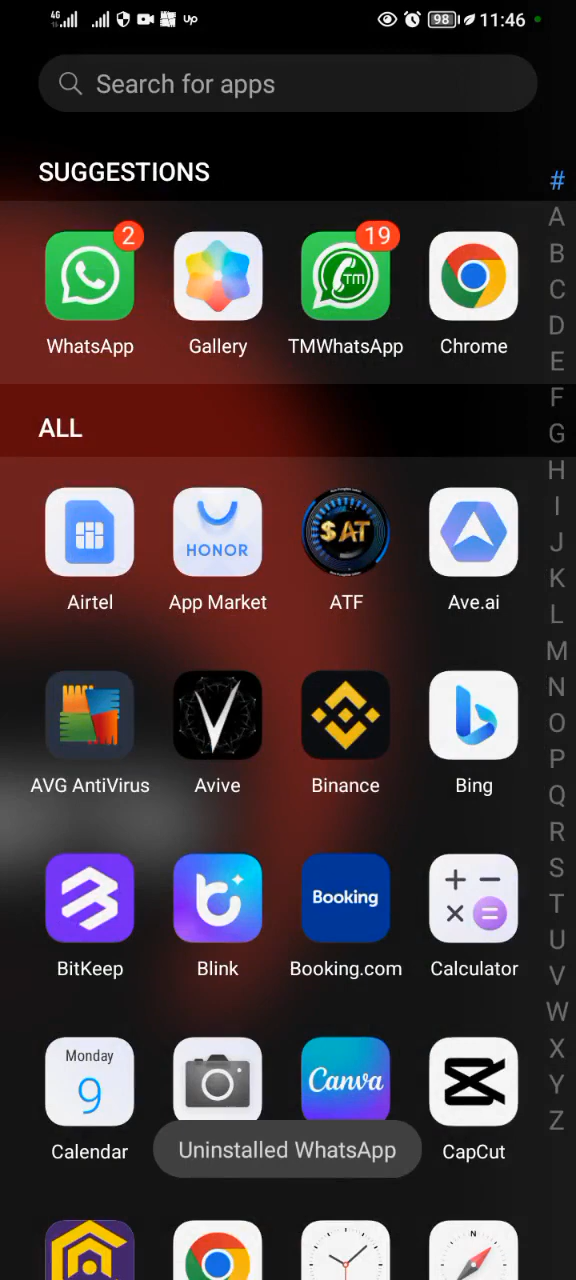 4G 98 11:46
Search for apps
SUGGESTIONS
#
A
B
C
D
E
F
G
H
I
J
K
L
M
N
O
P
Q
R
S
T
U
V
W
X
Y
Z
2 19
TM
WhatsApp Gallery TMWhatsApp Chrome
ALL
HONOR $AT
Airtel App Market ATF Ave.ai
AVG AntiVirus Avive Binance Bing
Booking
BitKeep Blink Booking.com Calculator
Monday
9 Canva
Calendar CapCut
Uninstalled WhatsApp
N